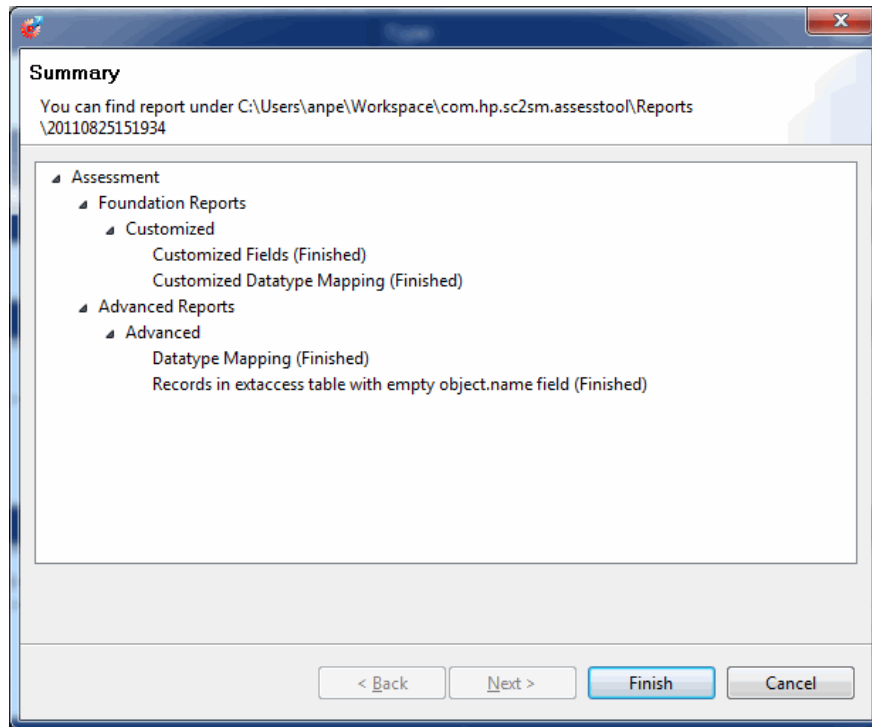 Summary
You can find report under C:\Users\anpe\Workspace\com.hp.sc2sm.assesstool\Reports
\20110825151934
Assessment
Foundation Reports
Customized
Customized Fields (Finished)
Customized Datatype Mapping (Finished)
Advanced Reports
Advanced
Datatype Mapping (Finished)
Records in extaccess table with empty object.name field (Finished)
< Back
Next >
Finish
Cancel